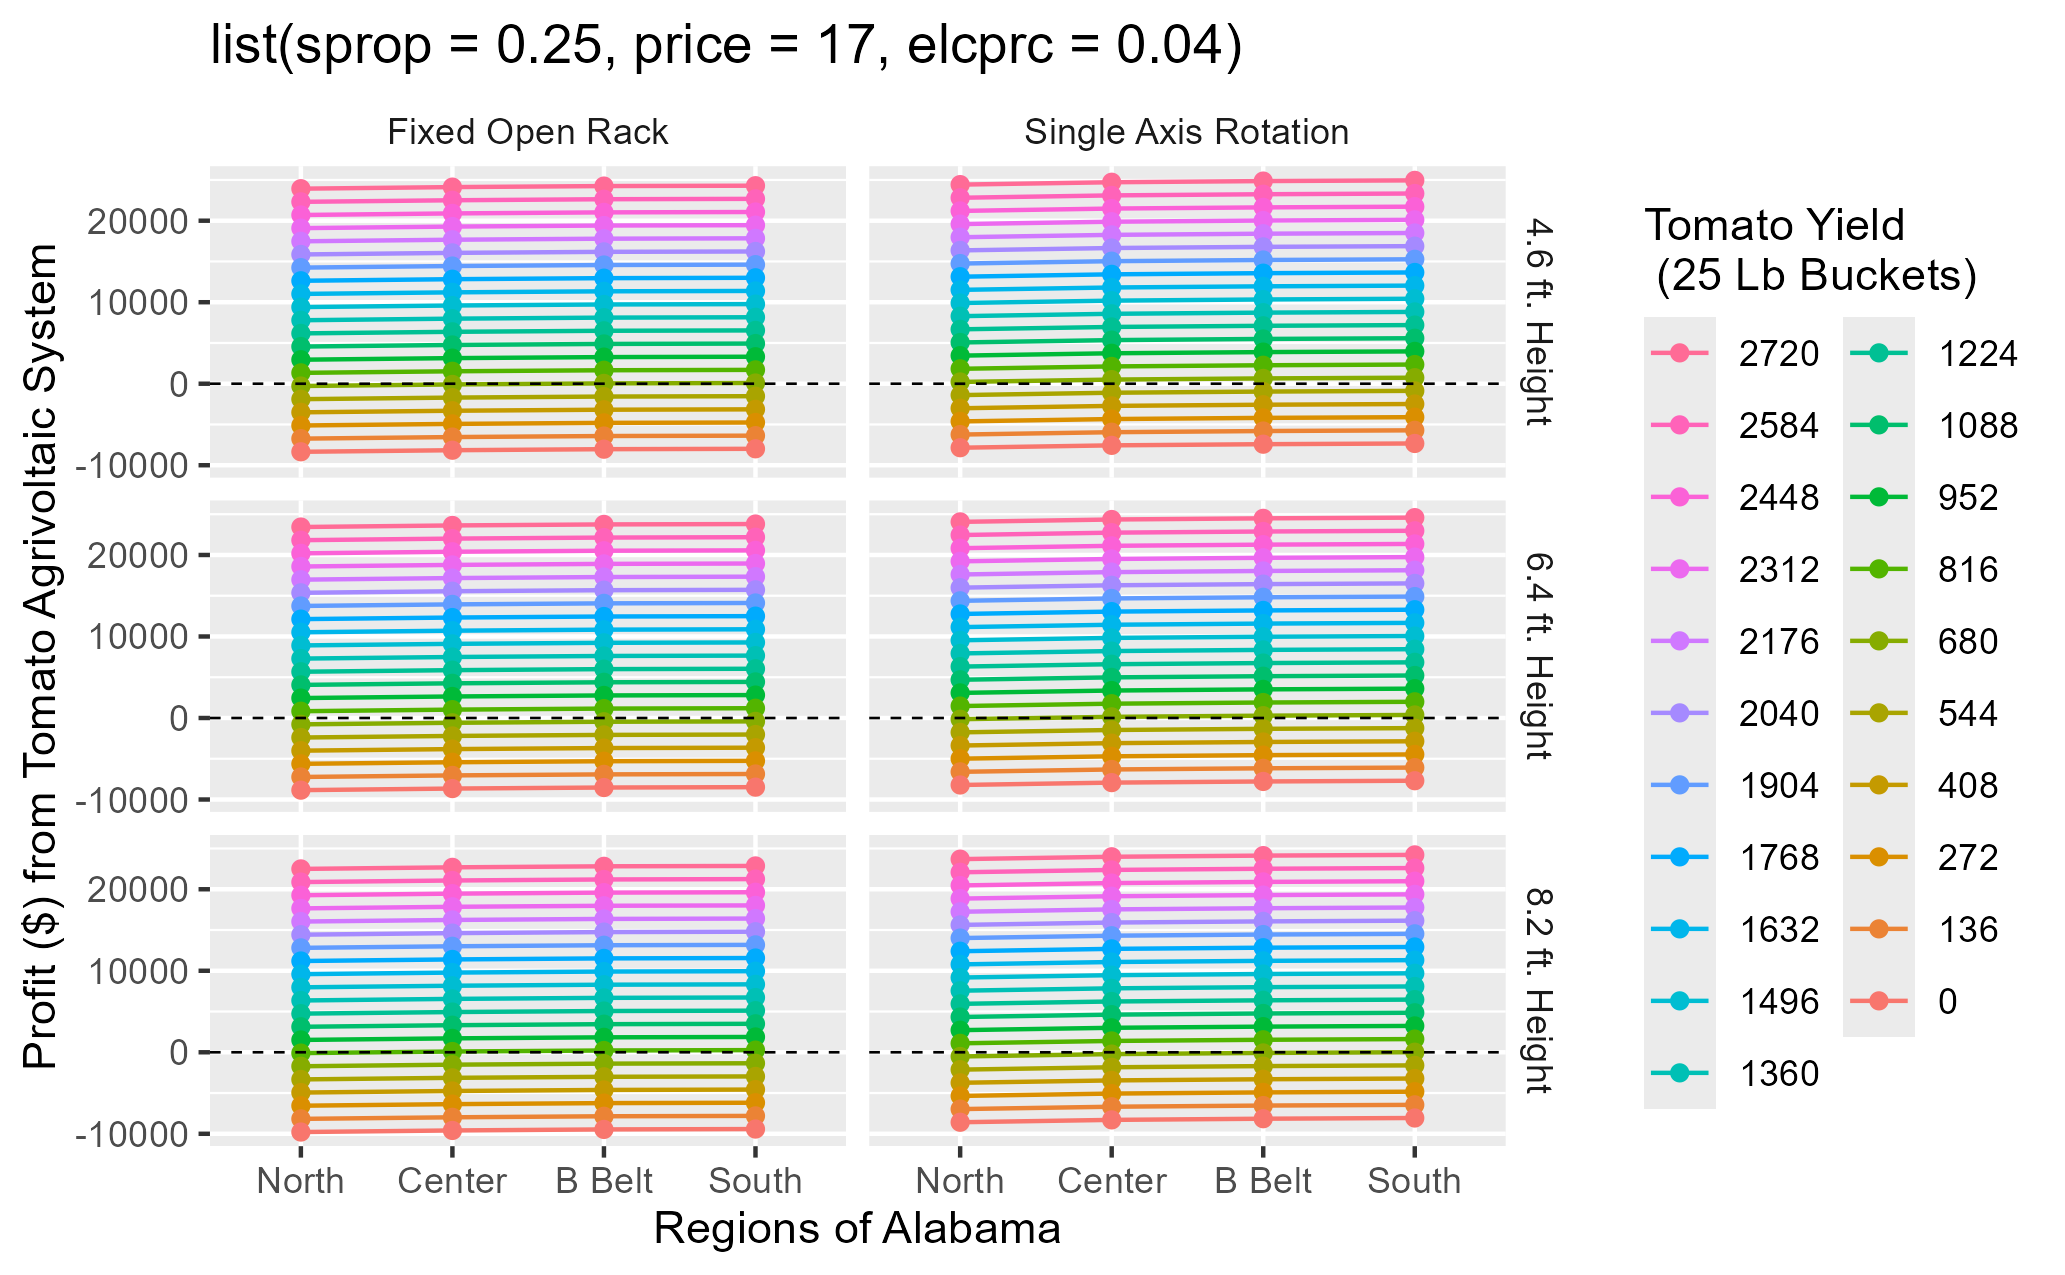 list(sprop = 0.25, price = 17, elcprc = 0.04)
Fixed Open Rack
Single Axis Rotation
Profit ($) from Tomato Agrivoltaic System
20000
10000
0
-10000
4.6 ft. Height
20000
10000
0
-10000
6.4 ft. Height
20000
10000
0
-10000
8.2 ft. Height
North Center B Belt South
North Center B Belt South
Regions of Alabama
Tomato Yield
(25 Lb Buckets)
2720
2584
2448
2312
2176
2040
1904
1768
1632
1496
1360
1224
1088
952
816
680
544
408
272
136
0